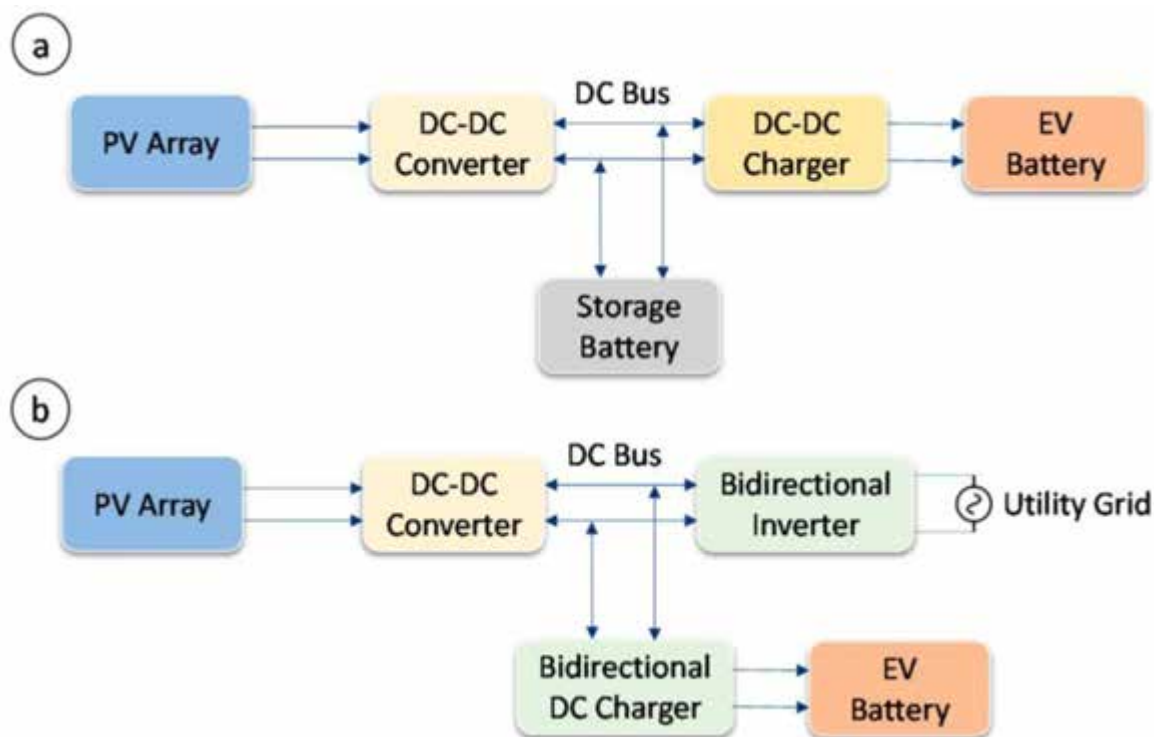 a
PV Array
DC-DC
Converter
DC Bus
DC-DC
Charger
EV
Battery
Storage
Battery
b
PV Array
DC-DC
Converter
DC Bus
Bidirectional
Inverter
Utility Grid
Bidirectional
DC Charger
EV
Battery